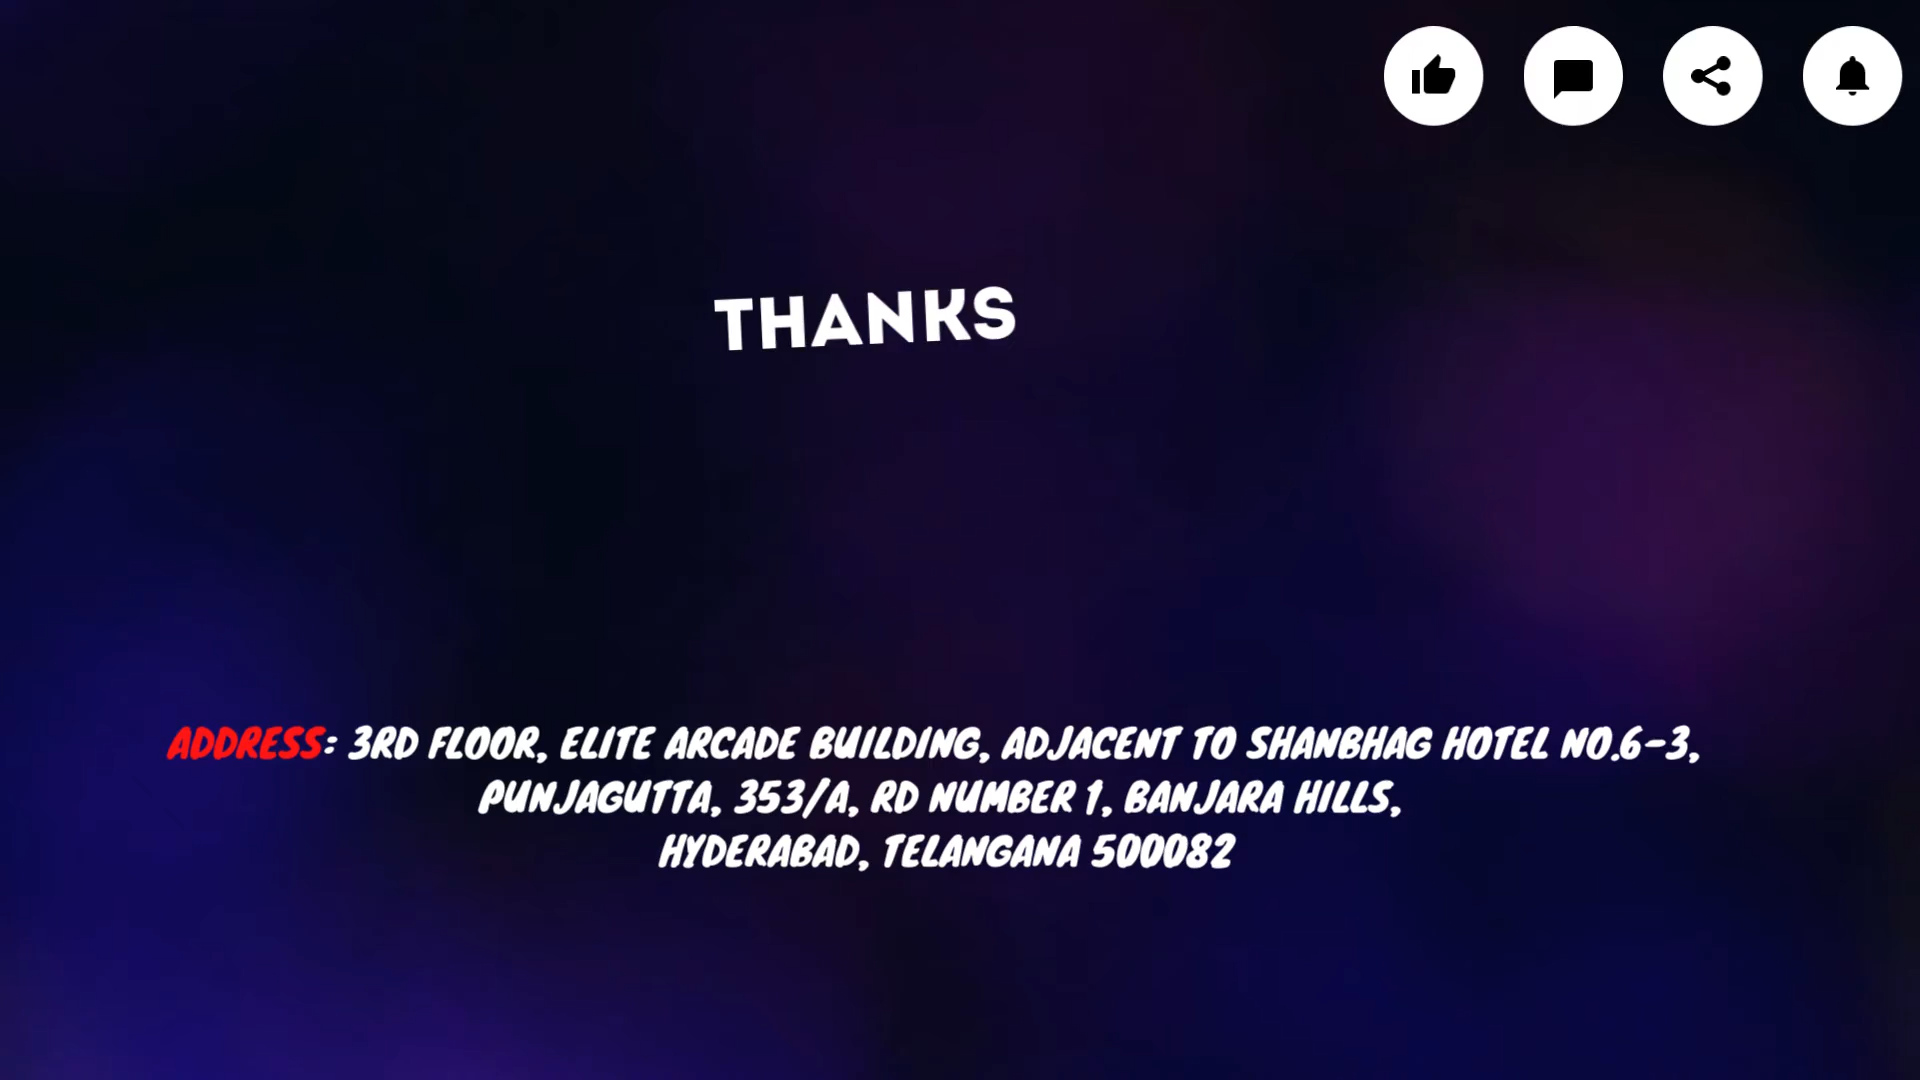 THANKS
ADDRESS: 3RD FLOOR, ELITE ARCADE BUILDING, ADJACENT TO SHANBHAG HOTEL NO.6-3,
PUNJAGUTTA, 353/A, RD NUMBER 1, BANJARA HILLS,
HYDERABAD, TELANGANA 500082